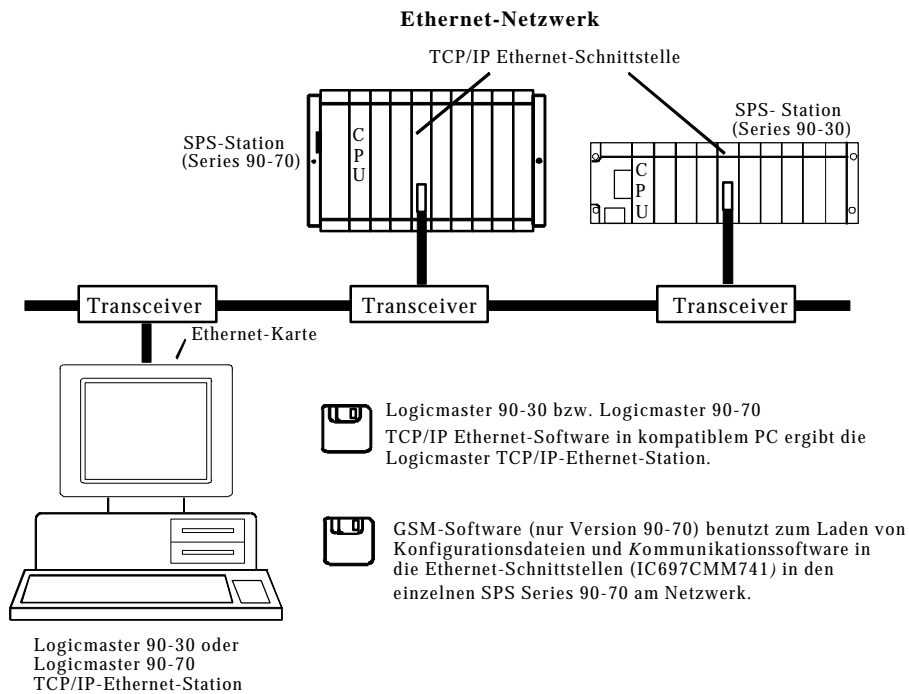 Ethernet-Netzwerk
TCP/IP Ethernet-Schnittstelle
SPS-Station
(Series 90-70)
C
P
U
SPS- Station
(Series 90-30)
C
P
U
Transceiver
Transceiver
Transceiver
Ethernet-Karte
Logicmaster 90-30 bzw. Logicmaster 90-70
TCP/IP Ethernet-Software in kompatiblem PC ergibt die
Logicmaster TCP/IP-Ethernet-Station.
GSM-Software (nur Version 90-70) benutzt zum Laden von
Konfigurationsdateien und Kommunikationssoftware in
die Ethernet-Schnittstellen (IC697CMM741) in den
einzelnen SPS Series 90-70 am Netzwerk.
Logicmaster 90-30 oder
Logicmaster 90-70
TCP/IP-Ethernet-Station